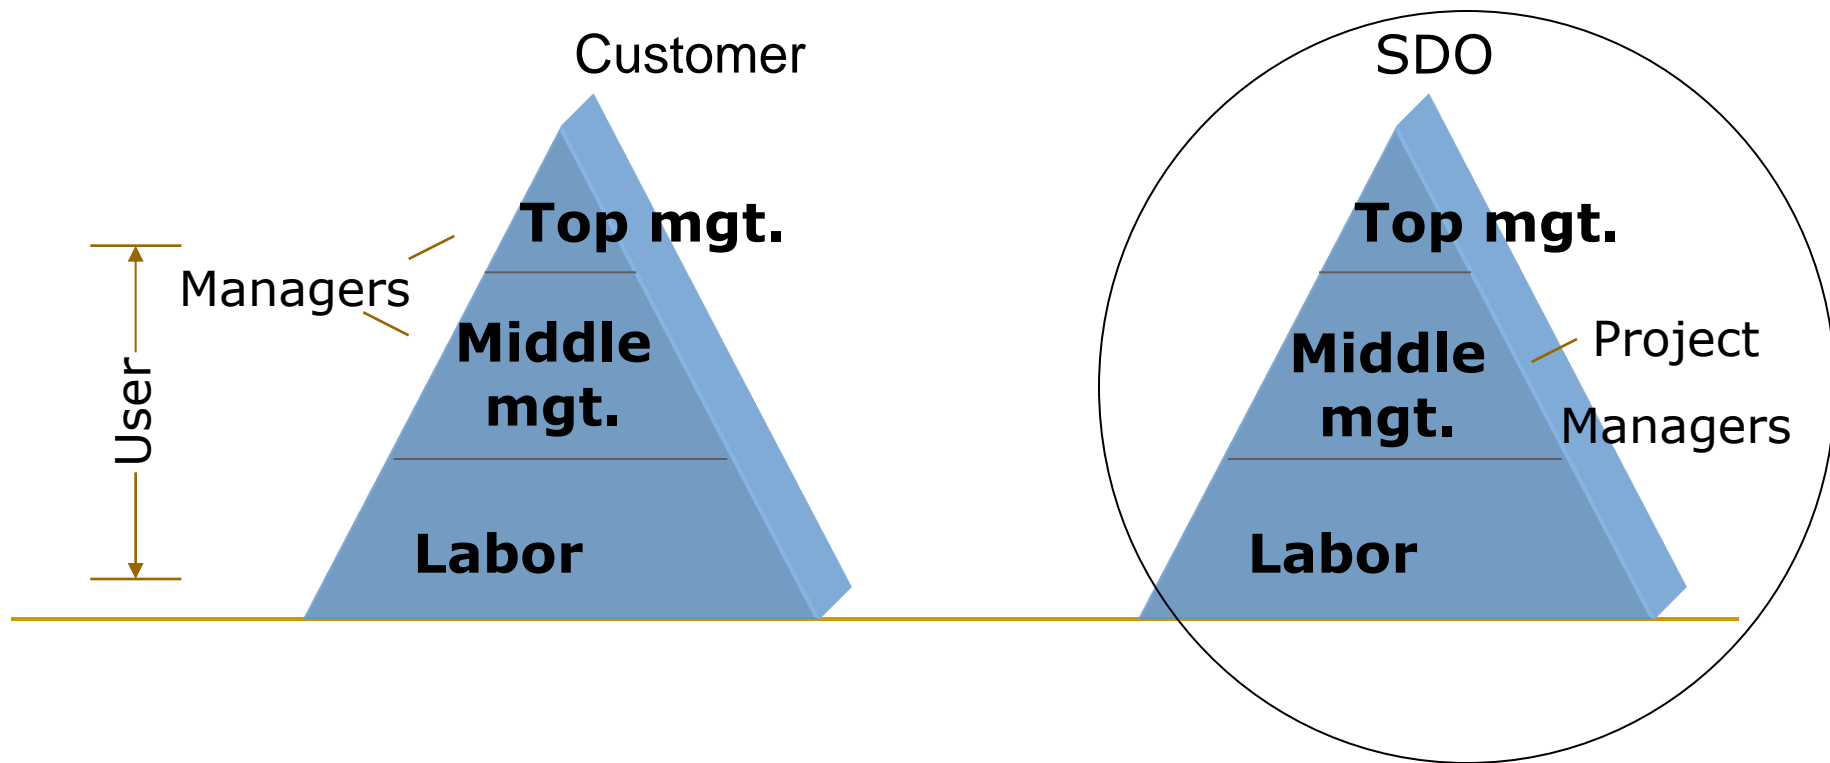 Customer
Top mgt.
Managers
Middle
mgt.
User
Labor
SDO
Top mgt.
Middle
mgt.
Project
Managers
Labor